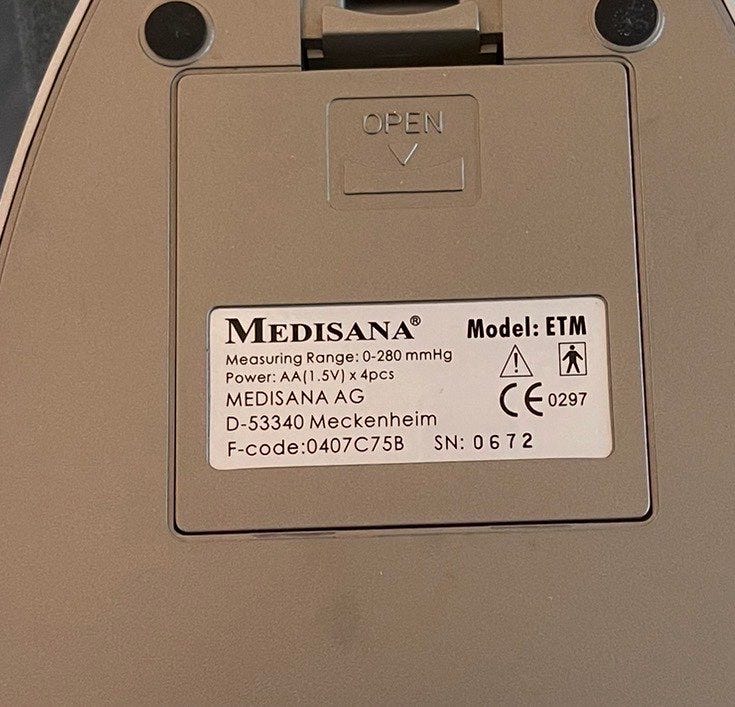 OPEN
MEDISANA® Model: ETM
Measuring Range: 0-280 mmHg
Power: AA(1.5V) x 4pcs
MEDISANA AG
CE 0297
D-53340 Meckenheim
F-code:0407C75B SN: 0672